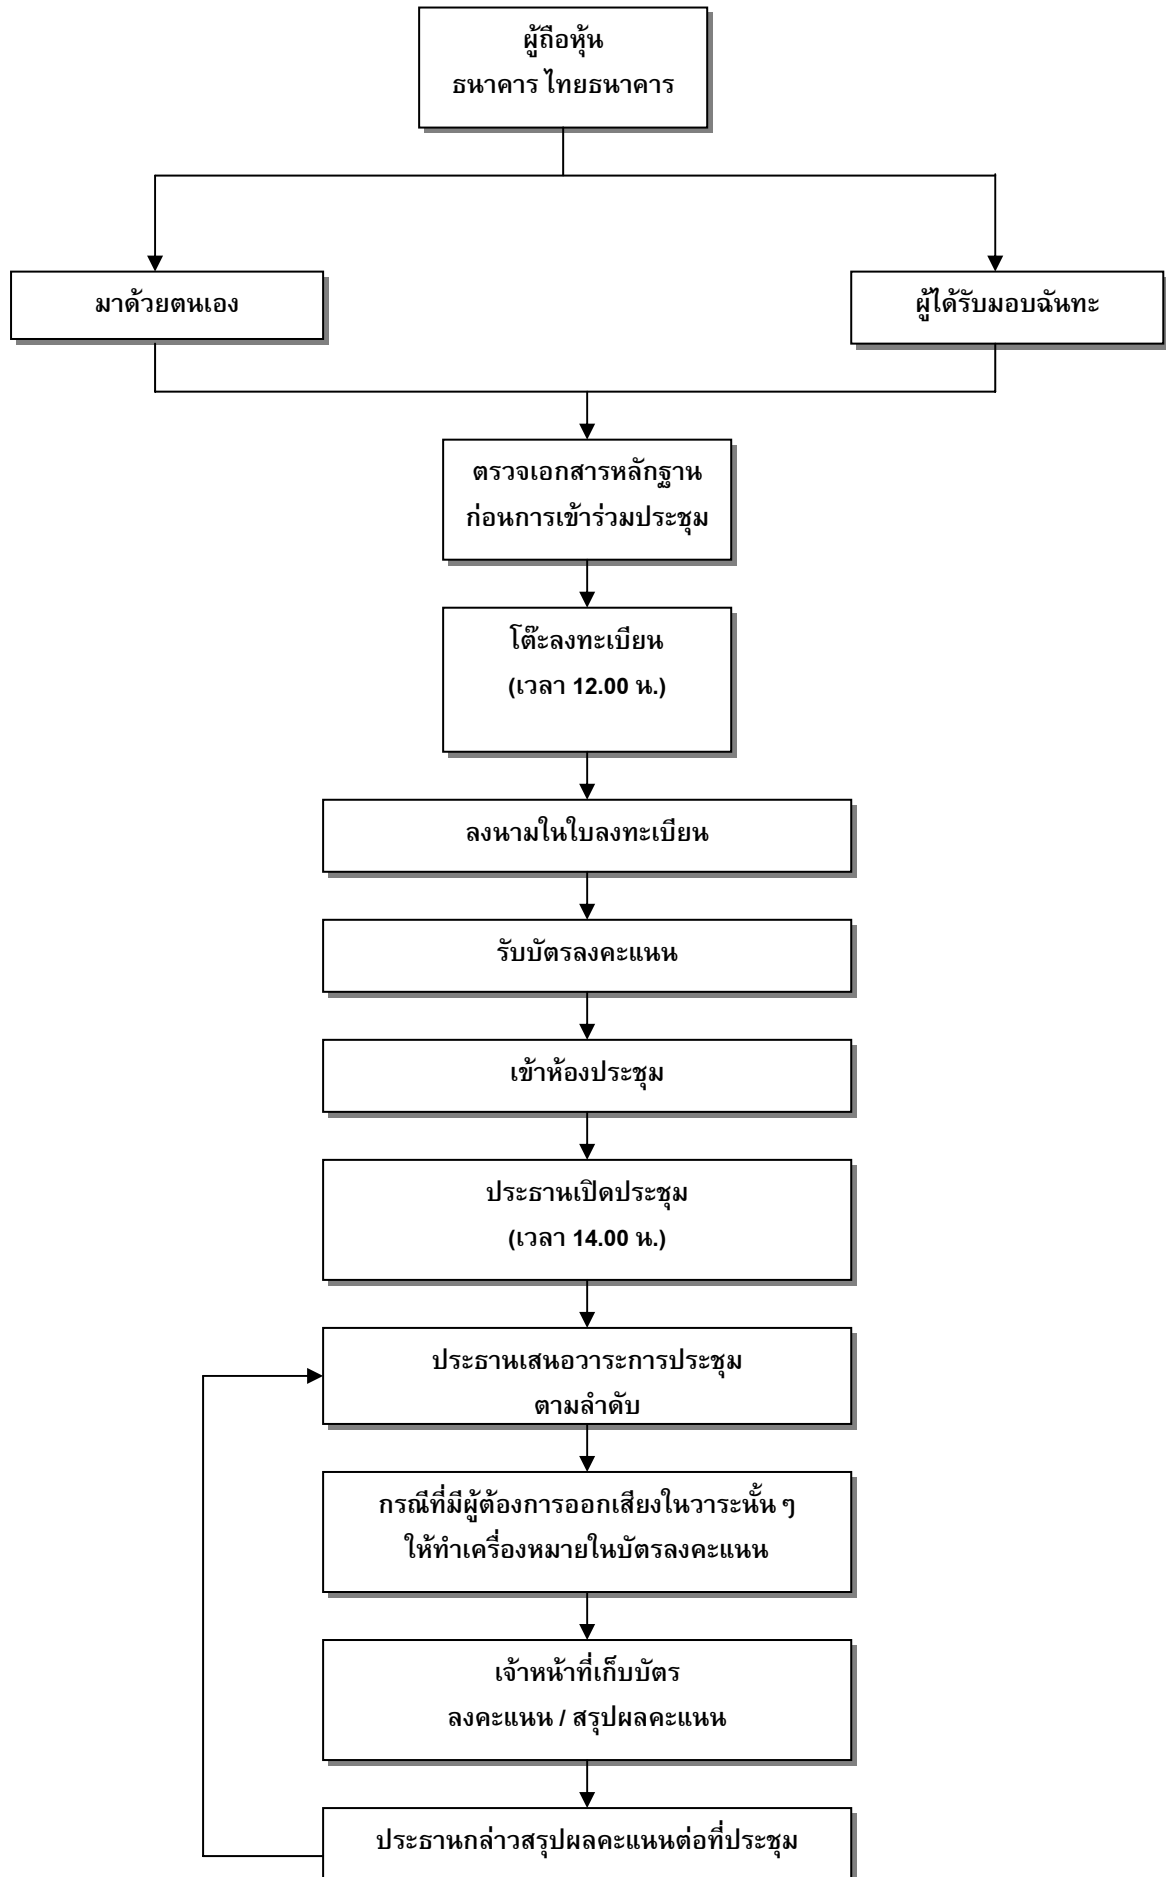 ผู้ถือหุ้น
ธนาคาร ไทยธนาคาร
มาด้วยตนเอง
ผู้ได้รับมอบฉันทะ
ตรวจเอกสารหลักฐาน
ก่อนการเข้าร่วมประชุม
โต๊ะลงทะเบียน
(เวลา 12.00 น.)
ลงนามในใบลงทะเบียน
รับบัตรลงคะแนน
เข้าห้องประชุม
ประธานเปิดประชุม
(เวลา 14.00 น.)
ประธานเสนอวาระการประชุม
ตามลำดับ
กรณีที่มีผู้ต้องการออกเสียงในวาระนั้น ๆ
ให้ทำเครื่องหมายในบัตรลงคะแนน
เจ้าหน้าที่เก็บบัตร
ลงคะแนน / สรุปผลคะแนน
ประธานกล่าวสรุปผลคะแนนต่อที่ประชุม